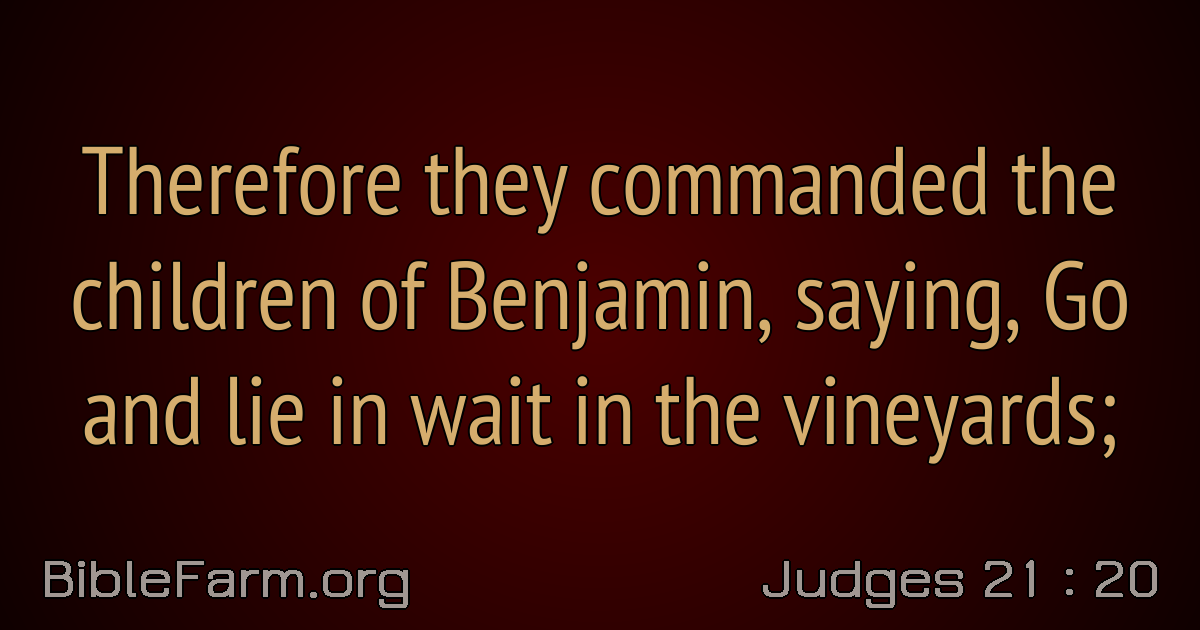 Therefore they commanded the
children of Benjamin, saying, Go
and lie in wait in the vineyards;
BibleFarm.org
Judges 21 : 20